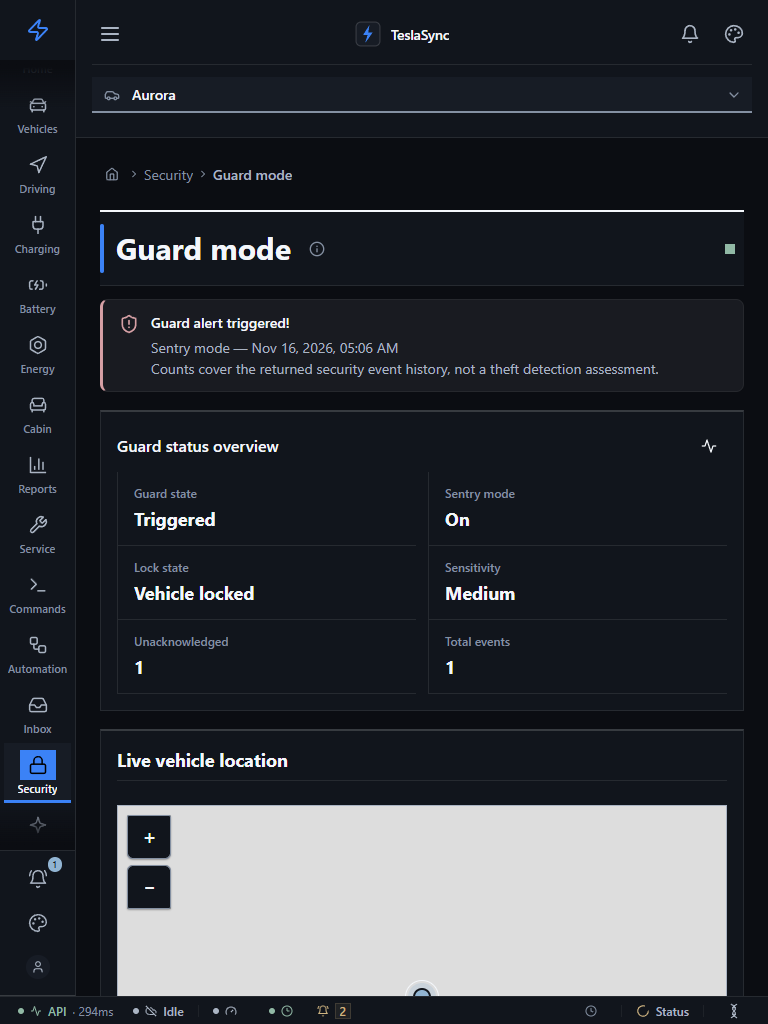 TeslaSync
Aurora
Vehicles
Driving
Charging
Battery
Energy
Cabin
Reports
Service
Commands
Automation
Inbox
Security
1
Security
Guard mode
Guard mode
Guard alert triggered!
Sentry mode — Nov 16, 2026, 05:06 AM
Counts cover the returned security event history, not a theft detection assessment.
Guard status overview
Guard state
Triggered
Sentry mode
On
Lock state
Vehicle locked
Sensitivity
Medium
Unacknowledged
1
Total events
1
Live vehicle location
+
−
API · 294ms
Idle
2
Status